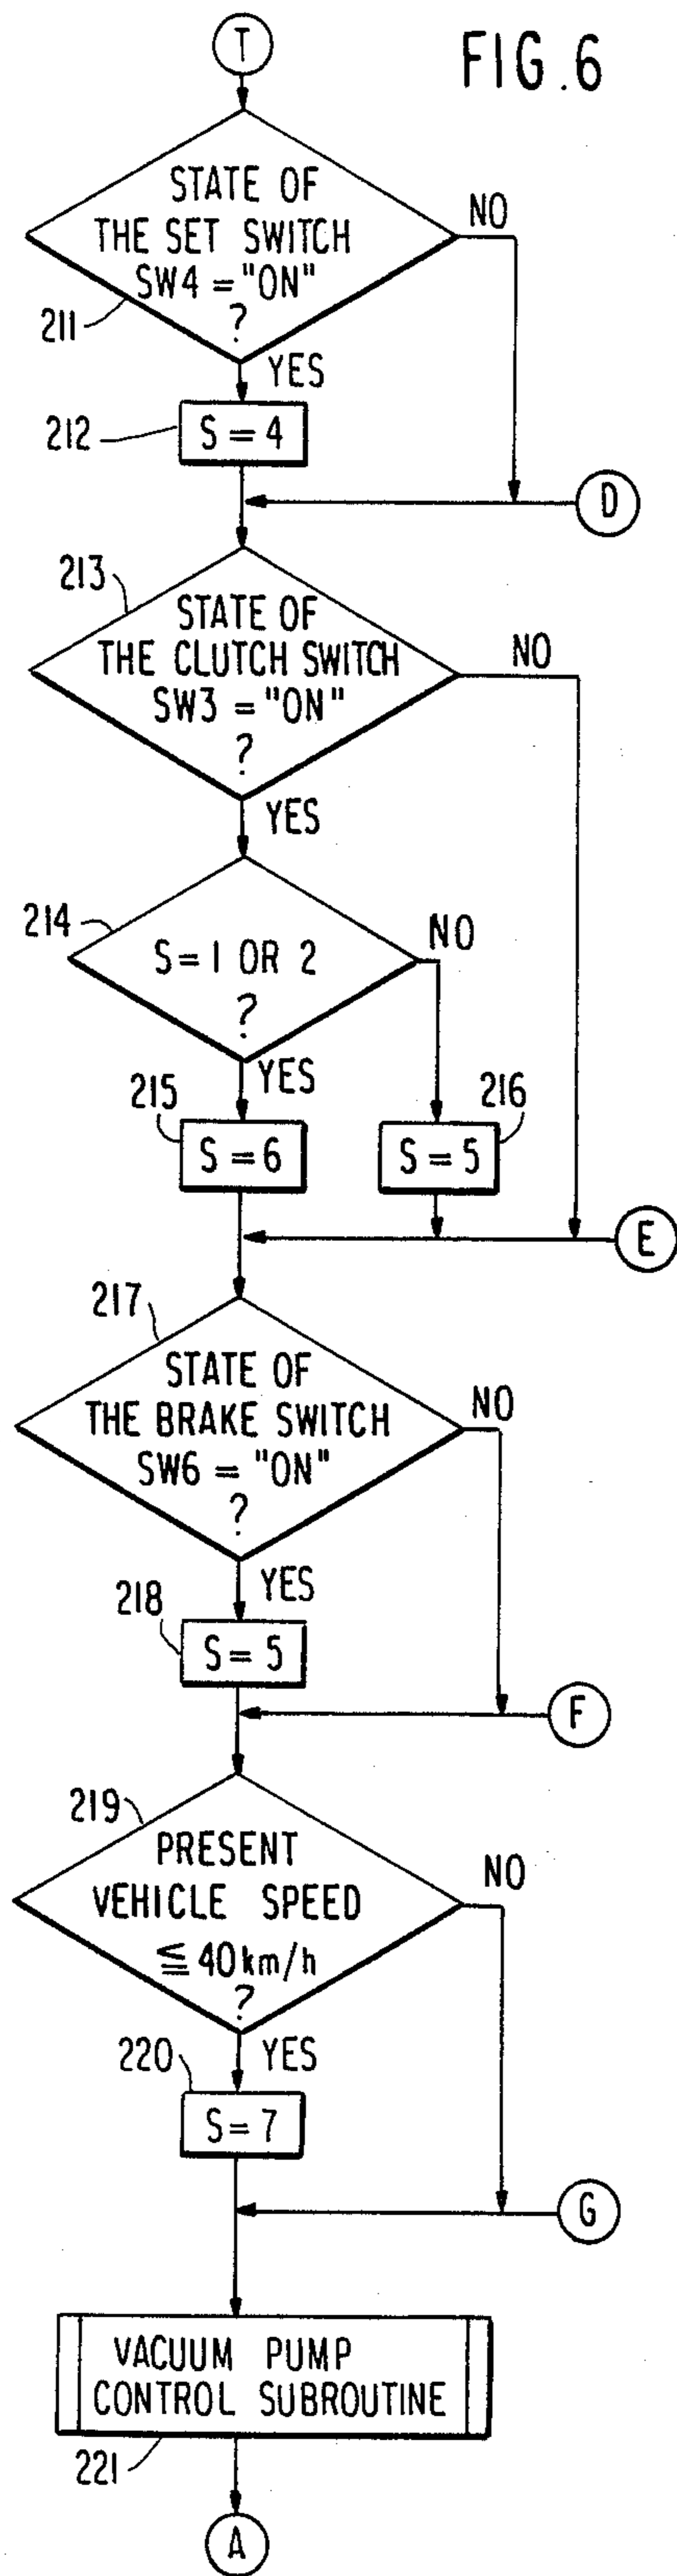 T
FIG.6
STATE OF
THE SET SWITCH
SW4 = "ON"
?
NO
211
YES
212
S = 4
D
213
STATE OF
THE CLUTCH SWITCH
SW3 = "ON"
?
NO
YES
214
S = 1 OR 2
?
NO
YES
215
S = 6
216
S = 5
E
217
STATE OF
THE BRAKE SWITCH
SW6 = "ON"
?
NO
YES
218
S = 5
F
219
PRESENT
VEHICLE SPEED
≦ 40km/h
?
NO
YES
220
S = 7
G
VACUUM PUMP
CONTROL SUBROUTINE
221
A